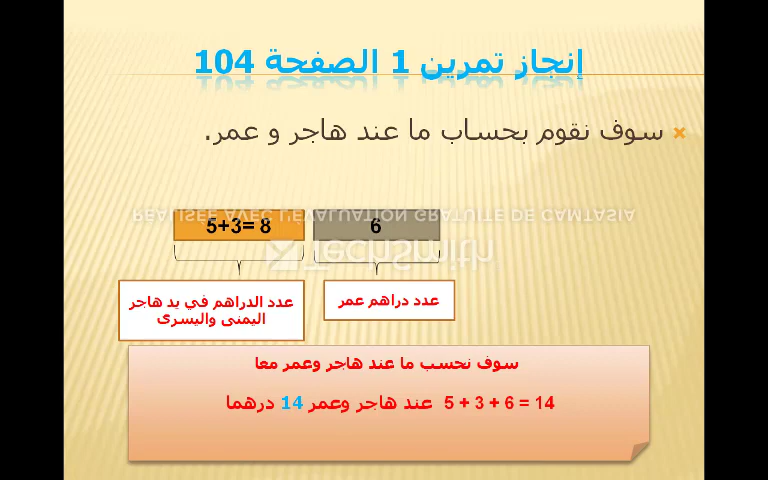 إنجاز تمرين 1 الصفحة 104
سوف نقوم بحساب ما عند هاجر و عمر.
RÉALISÉE AVEC L'ÉVALUATION GRATUITE DE CAMTASIA
5+3= 8
6
TechSmith
عدد دراهم عمر
عدد الدراهم في يد هاجر
اليمنى واليسرى
سوف نحسب ما عند هاجر وعمر معا
5 + 3 + 6 = 14 عند هاجر وعمر 14 درهما